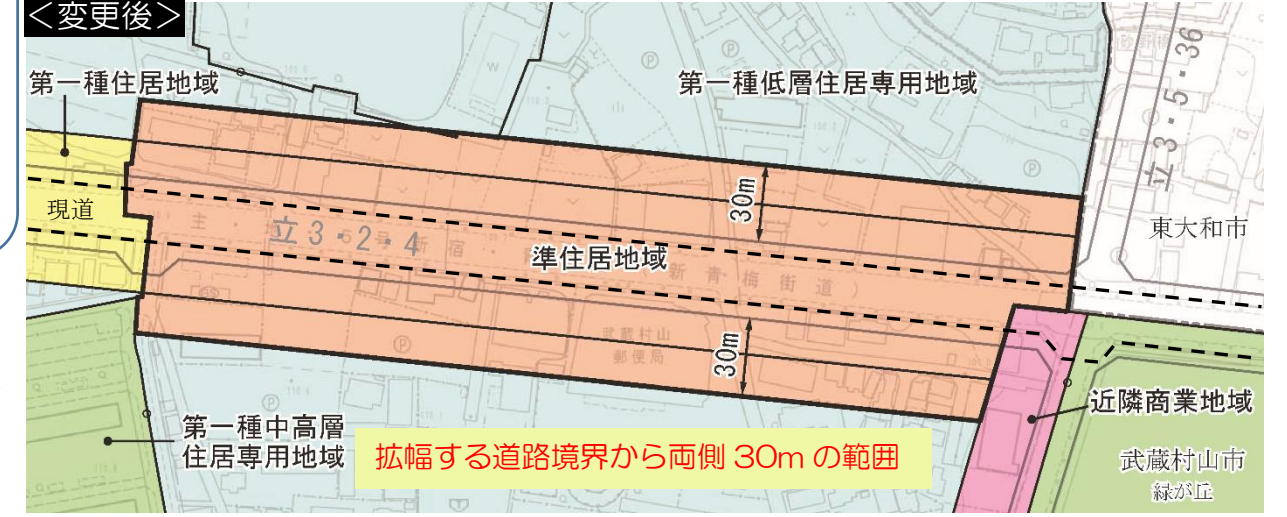 <変更後>
第一種住居地域
第一種低層住居専用地域
立3・5・36
30m
現道
立3・2・4
東大和市
準住居地域
新青梅街道)
武蔵村山
郵便局
30m
近隣商業地域
第一種中高層
住居専用地域
拡幅する道路境界から両側30mの範囲
武蔵村山市
緑が丘